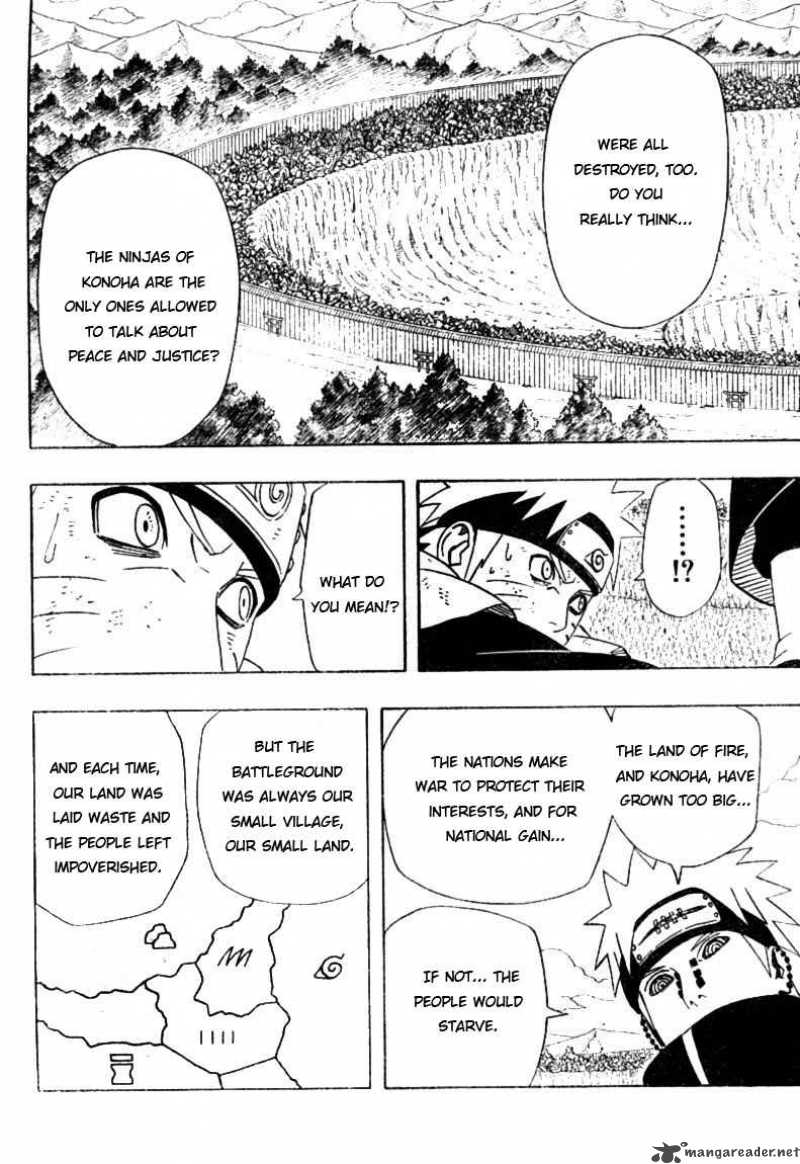 WERE ALL
DESTROYED, TOO.
DO YOU
REALLY THINK...
THE NINJAS OF
KONOHA ARE THE
ONLY ONES ALLOWED
TO TALK ABOUT
PEACE AND JUSTICE?
......
!?
WHAT DO
YOU MEAN!?
THE LAND OF FIRE,
AND KONOHA, HAVE
GROWN TOO BIG...
THE NATIONS MAKE
WAR TO PROTECT THEIR
INTERESTS, AND FOR
NATIONAL GAIN...
IF NOT... THE
PEOPLE WOULD
STARVE.
BUT THE
BATTLEGROUND
WAS ALWAYS OUR
SMALL VILLAGE,
OUR SMALL LAND.
AND EACH TIME,
OUR LAND WAS
LAID WASTE AND
THE PEOPLE LEFT
IMPOVERISHED.
mangareader.net